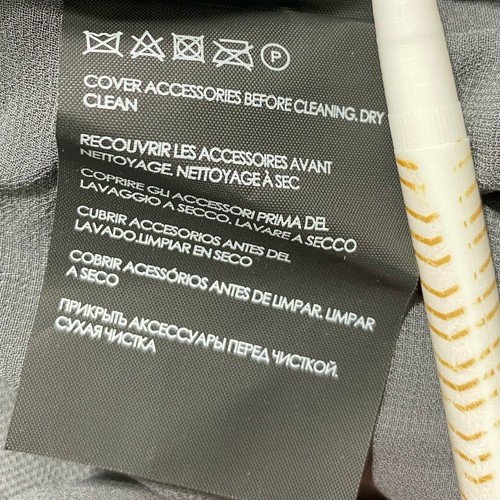 P
COVER ACCESSORIES BEFORE CLEANING. DRY
CLEAN
RECOUVRIR LES ACCESSOIRES AVANT
NETTOYAGE. NETTOYAGE À SEC
COPRIRE GLI ACCESSORI PRIMA DEL
LAVAGGIO A SECCO. LAVARE A SECCO
CUBRIR ACCESORIOS ANTES DEL
LAVADO.LIMPIAR EN SECO
COBRIR ACESSÓRIOS ANTES DE LIMPAR. LIMPAR
A SECO
ПРИКРЫТЬ АКСЕССУАРЫ ПЕРЕД ЧИСТКОЙ.
СУХАЯ ЧИСТКА